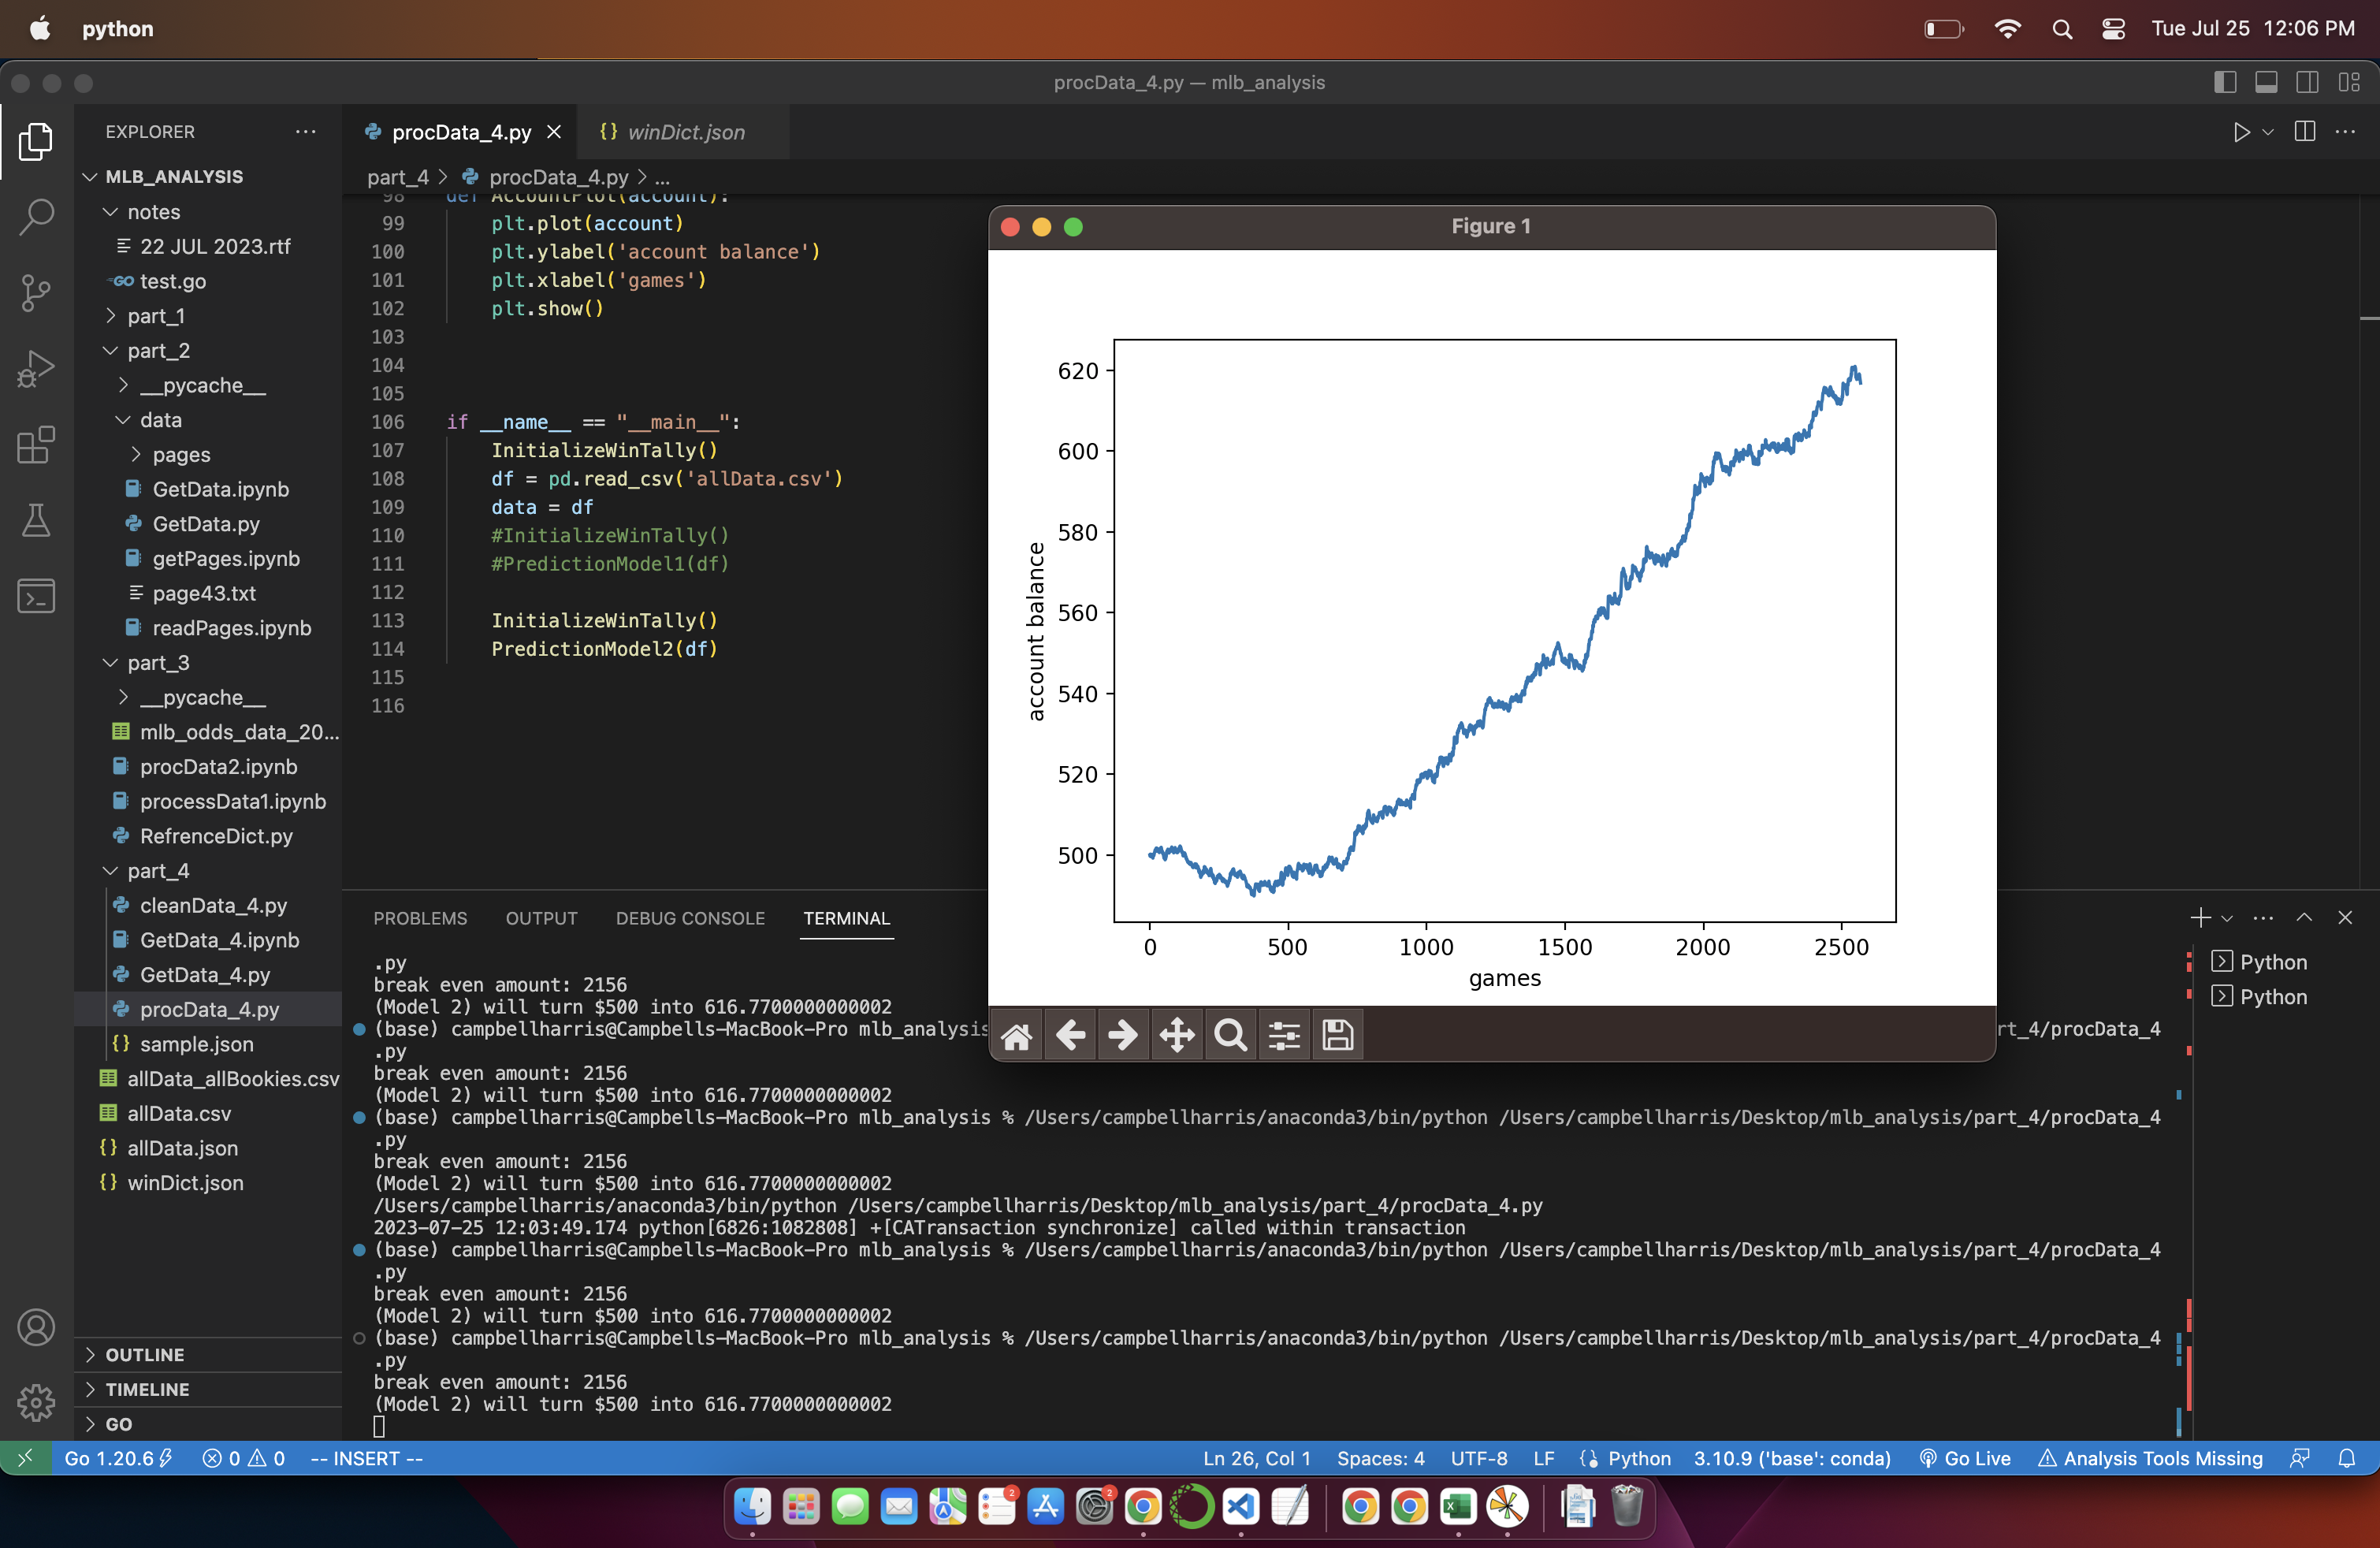 python
Tue Jul 25 12:06 PM
procData_4.py — mlb_analysis
EXPLORER
procData_4.py
{} winDict.json
part_4 > procData_4.py > ...
MLB_ANALYSIS
notes
22 JUL 2023.rtf
test.go
part_1
part_2
__pycache__
data
pages
GetData.ipynb
GetData.py
getPages.ipynb
page43.txt
readPages.ipynb
part_3
__pycache__
mlb_odds_data_20...
procData2.ipynb
processData1.ipynb
RefrenceDict.py
part_4
cleanData_4.py
GetData_4.ipynb
GetData_4.py
procData_4.py
{} sample.json
allData_allBookies.csv
allData.csv
{} allData.json
{} winDict.json
OUTLINE
TIMELINE
GO
98 def AccountPlot(account):
99 plt.plot(account)
100 plt.ylabel('account balance')
101 plt.xlabel('games')
102 plt.show()
103
104
105
106 if __name__ == "__main__":
107 InitializeWinTally()
108 df = pd.read_csv('allData.csv')
109 data = df
110 #InitializeWinTally()
111 #PredictionModel1(df)
112
113 InitializeWinTally()
114 PredictionModel2(df)
115
116
Figure 1
620
600
580
560
540
520
500
account balance
0 500 1000 1500 2000 2500
games
PROBLEMS OUTPUT DEBUG CONSOLE TERMINAL
.py
break even amount: 2156
(Model 2) will turn $500 into 616.7700000000002
(base) campbellharris@Campbells-MacBook-Pro mlb_analysis rt_4/procData_4
.py
break even amount: 2156
(Model 2) will turn $500 into 616.7700000000002
(base) campbellharris@Campbells-MacBook-Pro mlb_analysis % /Users/campbellharris/anaconda3/bin/python /Users/campbellharris/Desktop/mlb_analysis/part_4/procData_4
.py
break even amount: 2156
(Model 2) will turn $500 into 616.7700000000002
/Users/campbellharris/anaconda3/bin/python /Users/campbellharris/Desktop/mlb_analysis/part_4/procData_4.py
2023-07-25 12:03:49.174 python[6826:1082808] +[CATransaction synchronize] called within transaction
(base) campbellharris@Campbells-MacBook-Pro mlb_analysis % /Users/campbellharris/anaconda3/bin/python /Users/campbellharris/Desktop/mlb_analysis/part_4/procData_4
.py
break even amount: 2156
(Model 2) will turn $500 into 616.7700000000002
(base) campbellharris@Campbells-MacBook-Pro mlb_analysis % /Users/campbellharris/anaconda3/bin/python /Users/campbellharris/Desktop/mlb_analysis/part_4/procData_4
.py
break even amount: 2156
(Model 2) will turn $500 into 616.7700000000002
Python
Python
Go 1.20.6 0 0 -- INSERT --
Ln 26, Col 1 Spaces: 4 UTF-8 LF Python 3.10.9 ('base': conda) Go Live Analysis Tools Missing
2
2